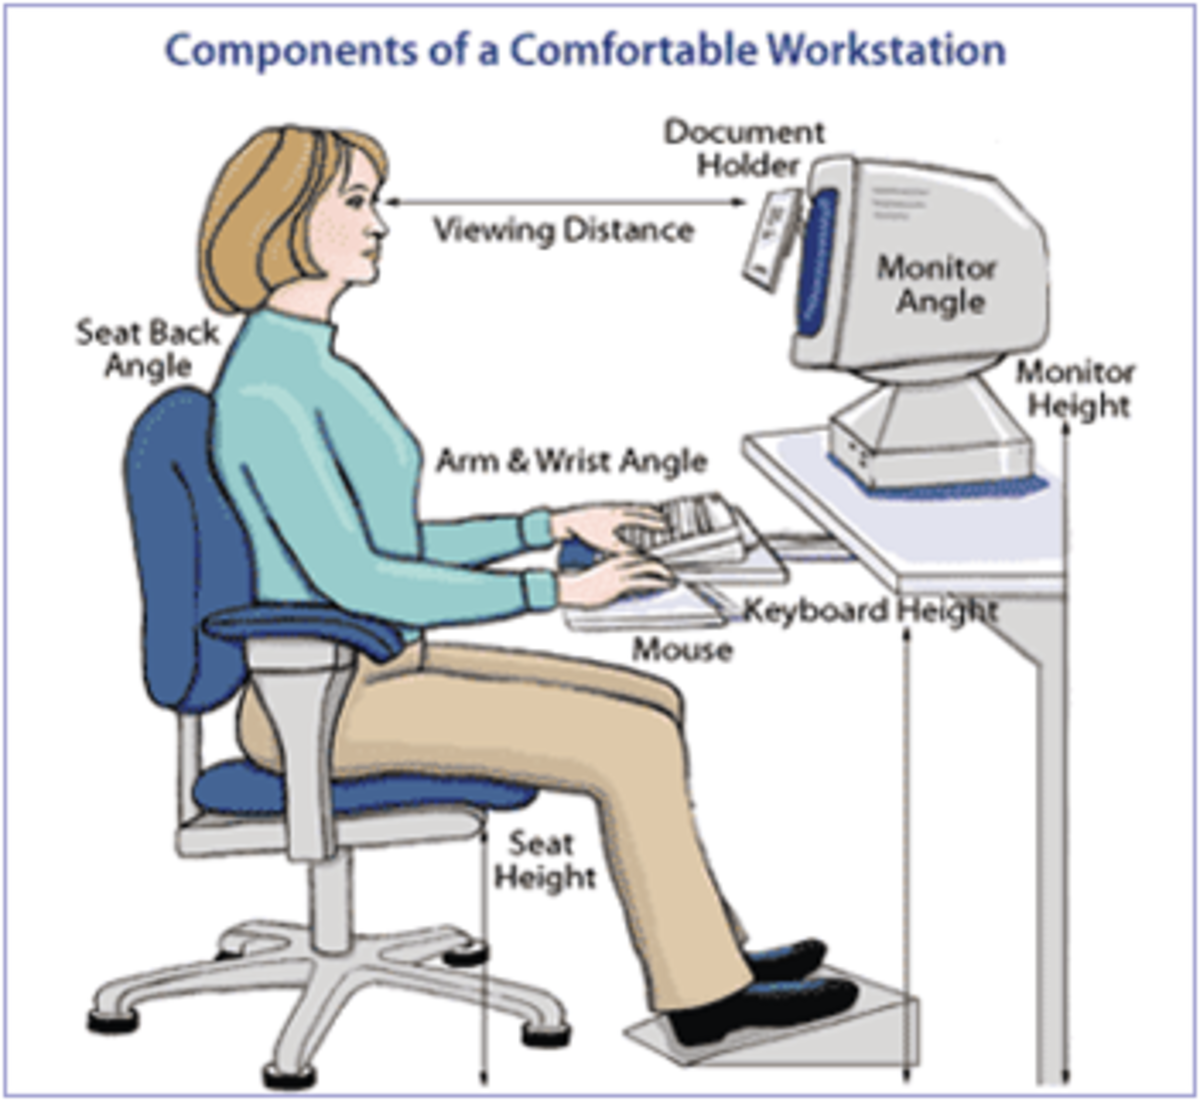 Components of a Comfortable Workstation
Document
Holder
Viewing Distance
Monitor
Angle
Seat Back
Angle
Monitor
Height
Arm & Wrist Angle
Keyboard Height
Mouse
Seat
Height